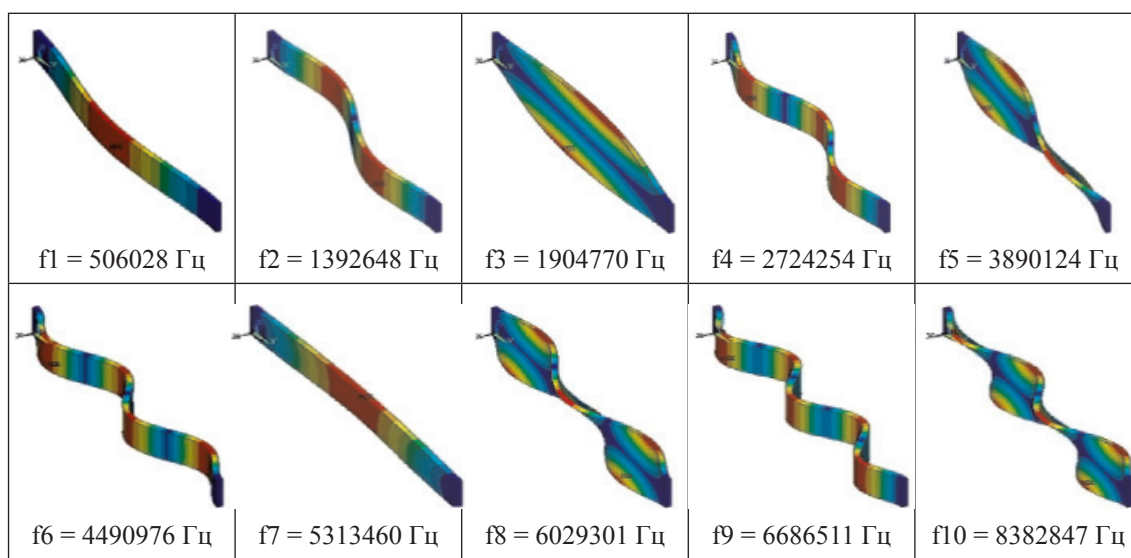 f1 = 506028 Гц
f2 = 1392648 Гц
f3 = 1904770 Гц
f4 = 2724254 Гц
f5 = 3890124 Гц
f6 = 4490976 Гц
f7 = 5313460 Гц
f8 = 6029301 Гц
f9 = 6686511 Гц
f10 = 8382847 Гц